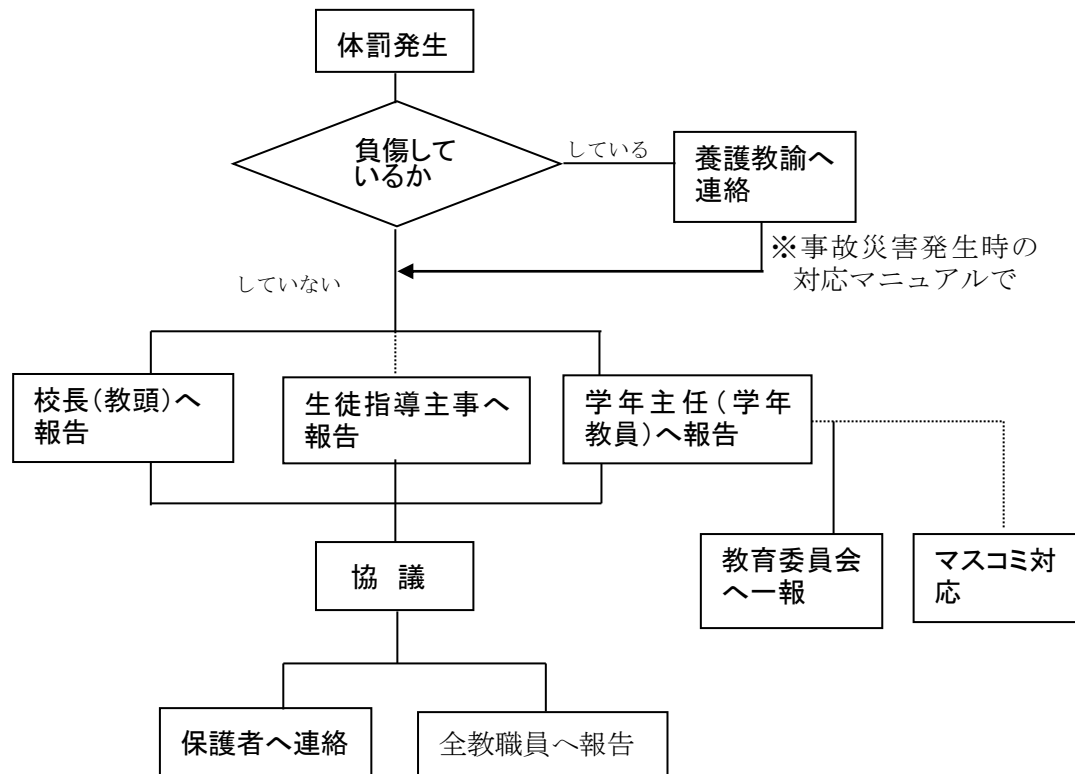 体罰発生
負傷して
いるか
している
養護教諭へ
連絡
※事故災害発生時の
対応マニュアルで
していない
校長(教頭)へ
報告
生徒指導主事へ
報告
学年主任(学年
教員)へ報告
教育委員会
へ一報
マスコミ対
応
協 議
保護者へ連絡
全教職員へ報告